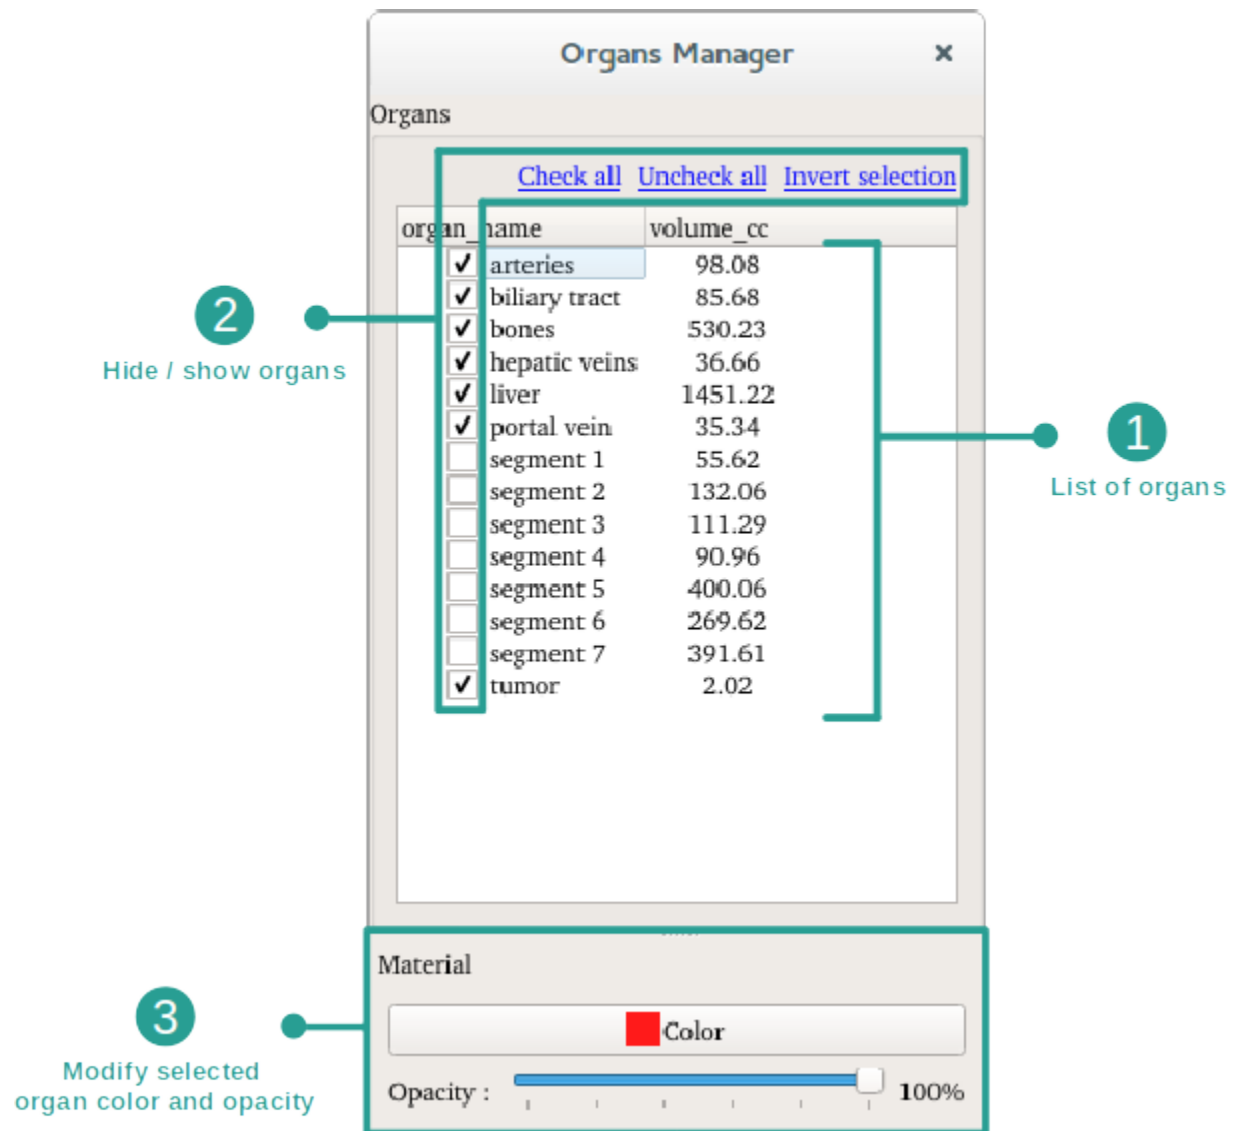 Organs Manager ×
Organs
Check all Uncheck all Invert selection
organ_name volume_cc
arteries 98.08
biliary tract 85.68
bones 530.23
hepatic veins 36.66
liver 1451.22
portal vein 35.34
segment 1 55.62
segment 2 132.06
segment 3 111.29
segment 4 90.96
segment 5 400.06
segment 6 269.62
segment 7 391.61
tumor 2.02
2
Hide / show organs
1
List of organs
Material
Color
Opacity : 100%
3
Modify selected
organ color and opacity